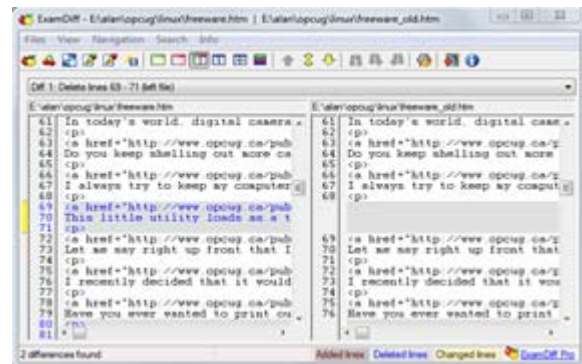 ExamDiff - E:\alan\opcug\linux\freeware.htm | E:\alan\opcug\linux\freeware_old.htm
Files View Navigation Search Info
Diff 1: Delete lines 69 - 71 (left file)
E:\alan\opcug\linux\freeware.htm
61 In today's world, digital camera
62 <p>
63 <a href="http://www.opcug.ca/pub
64 Do you keep shelling out more ca
65 <p>
66 <a href="http://www.opcug.ca/pub
67 I always try to keep my computer
68 <p>
69 <a href="http://www.opcug.ca/pub
70 This little utility loads as a t
71 <p>
72 <a href="http://www.opcug.ca/pub
73 Let me say right up front that I
74 <p>
75 <a href="http://www.opcug.ca/pub
76 I recently decided that it would
77 <p>
78 <a href="http://www.opcug.ca/pub
79 Have you ever wanted to print ou
80 <p>
81
E:\alan\opcug\linux\freeware_old.htm
61 In today's world, digital came
62 <p>
63 <a href="http://www.opcug.ca/p
64 Do you keep shelling out more
65 <p>
66 <a href="http://www.opcug.ca/p
67 I always try to keep my comput
68 <p>
69 <a href="http://www.opcug.ca/p
70 Let me say right up front that
71 <p>
72 <a href="http://www.opcug.ca/p
73 I recently decided that it wou
74 <p>
75 <a href="http://www.opcug.ca/p
76 Have you ever wanted to print
2 differences found
Added lines Deleted lines Changed lines ExamDiff Pro